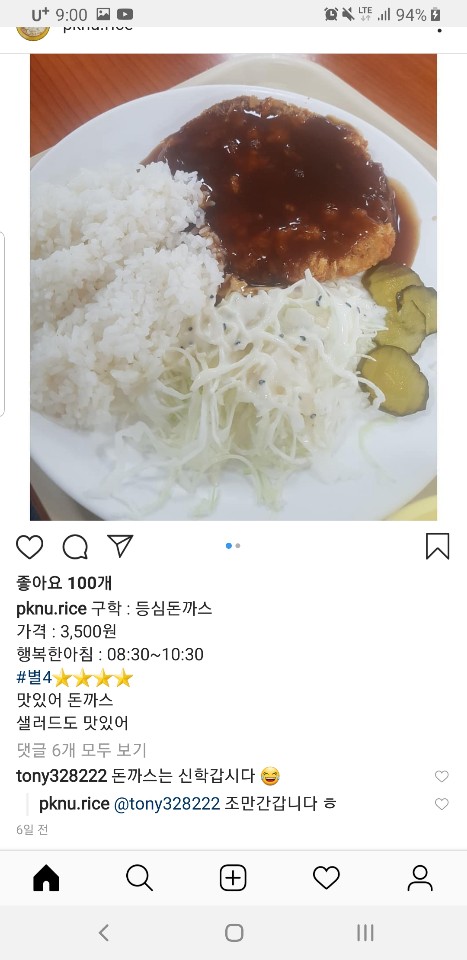 U+ 9:00 LTE 94%
pknu.rice
좋아요 100개
pknu.rice 구학 : 등심돈까스
가격 : 3,500원
행복한아침 : 08:30~10:30
#별4⭐⭐⭐⭐
맛있어 돈까스
샐러드도 맛있어
댓글 6개 모두 보기
tony328222 돈까스는 신학갑시다 😆
pknu.rice @tony328222 조만간갑니다 ㅎ
6일 전